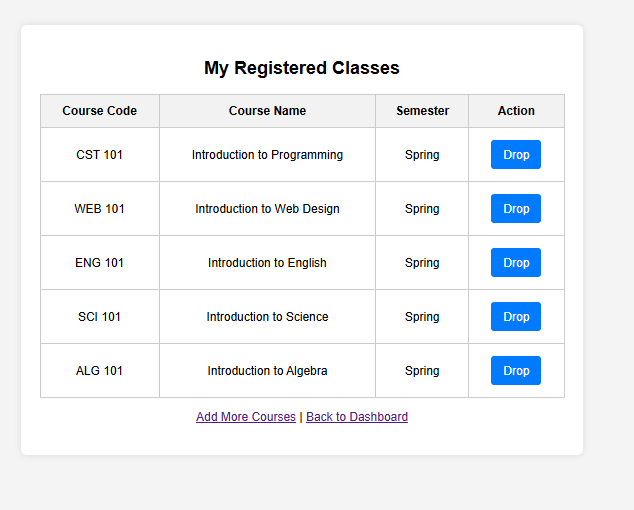 My Registered Classes
Course Code Course Name Semester Action
CST 101 Introduction to Programming Spring Drop
WEB 101 Introduction to Web Design Spring Drop
ENG 101 Introduction to English Spring Drop
SCI 101 Introduction to Science Spring Drop
ALG 101 Introduction to Algebra Spring Drop
Add More Courses | Back to Dashboard